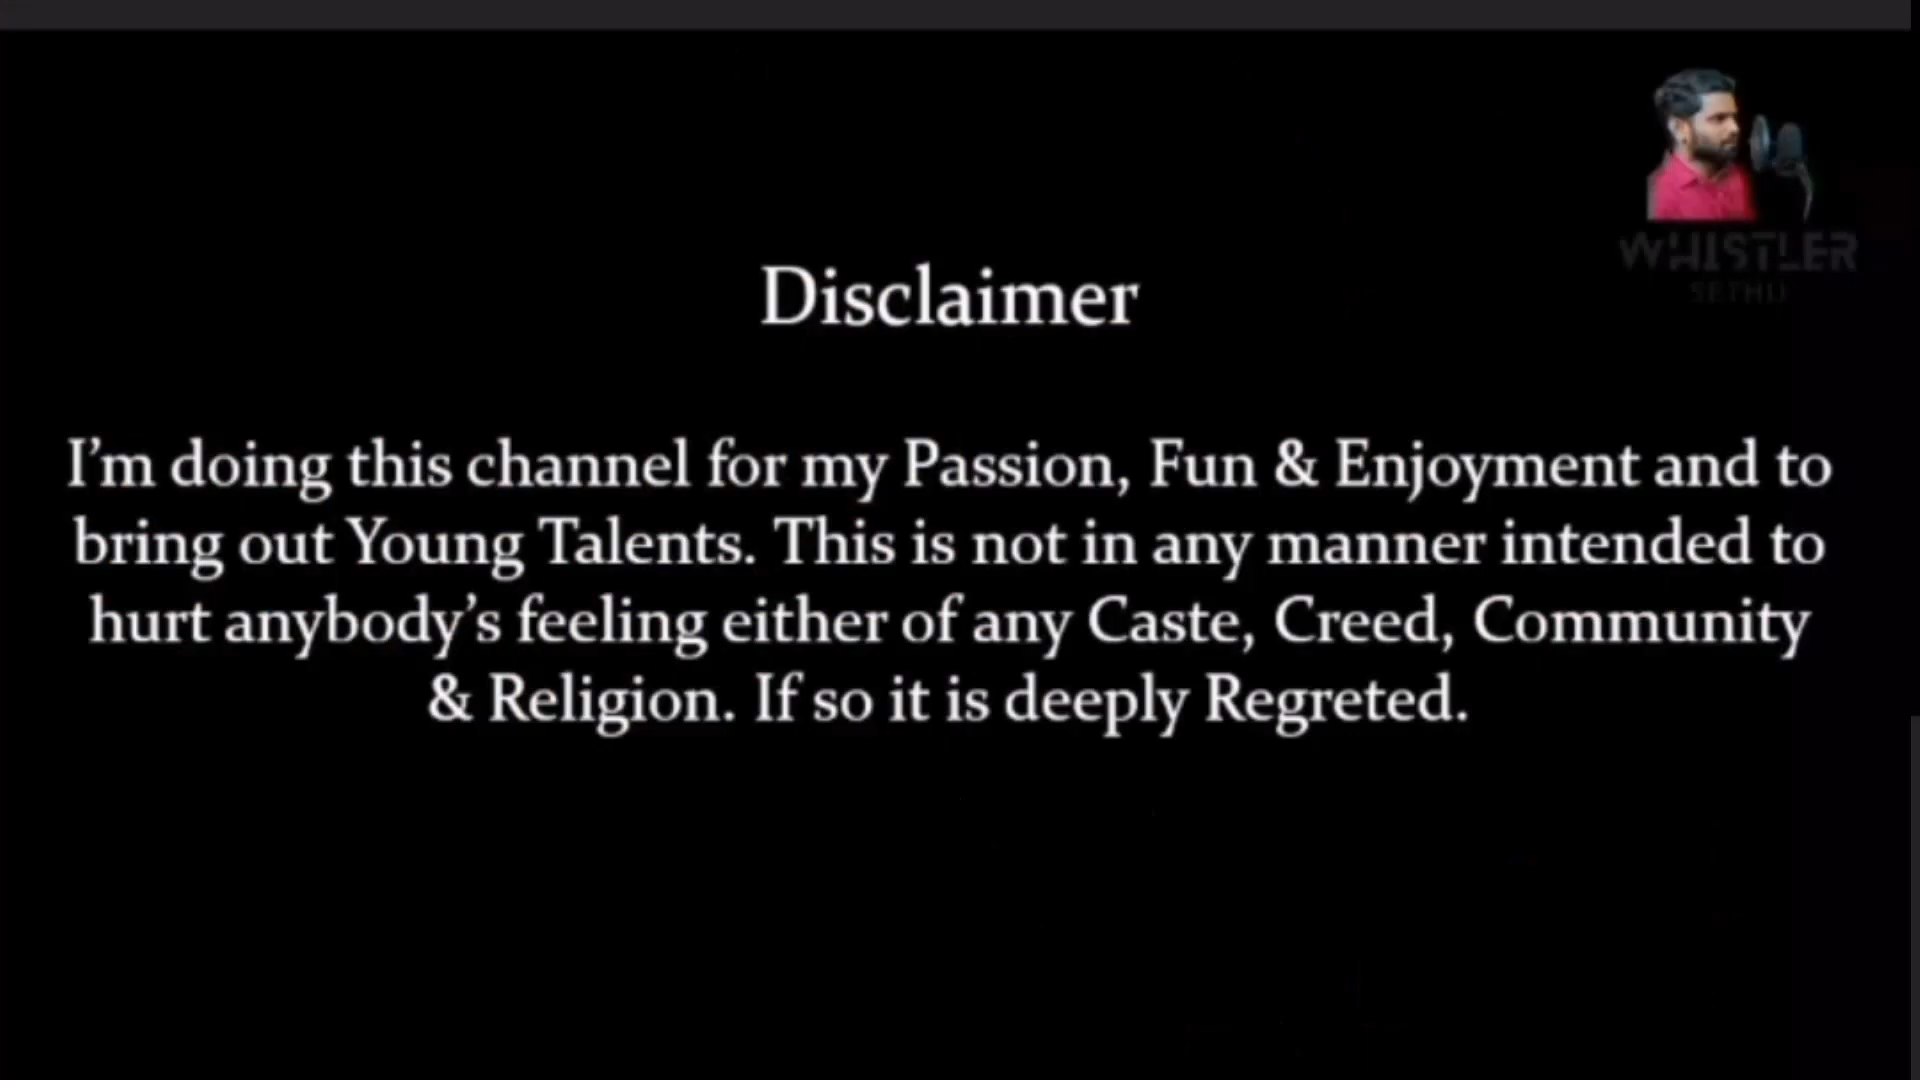 WHISTLER
SETHU
Disclaimer
I'm doing this channel for my Passion, Fun & Enjoyment and to
bring out Young Talents. This is not in any manner intended to
hurt anybody's feeling either of any Caste, Creed, Community
& Religion. If so it is deeply Regreted.